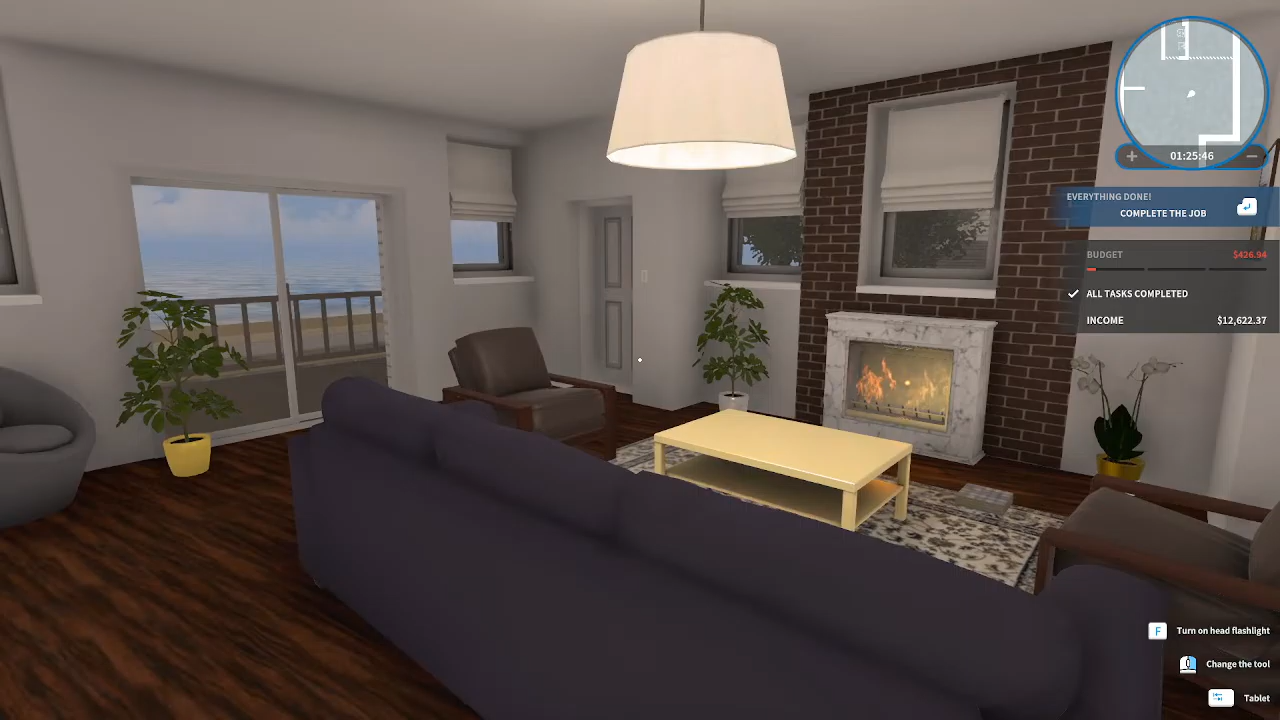 01:25:46
EVERYTHING DONE!
COMPLETE THE JOB
BUDGET $426.94
ALL TASKS COMPLETED
INCOME $12,622.37
F Turn on head flashlight
Change the tool
Tablet